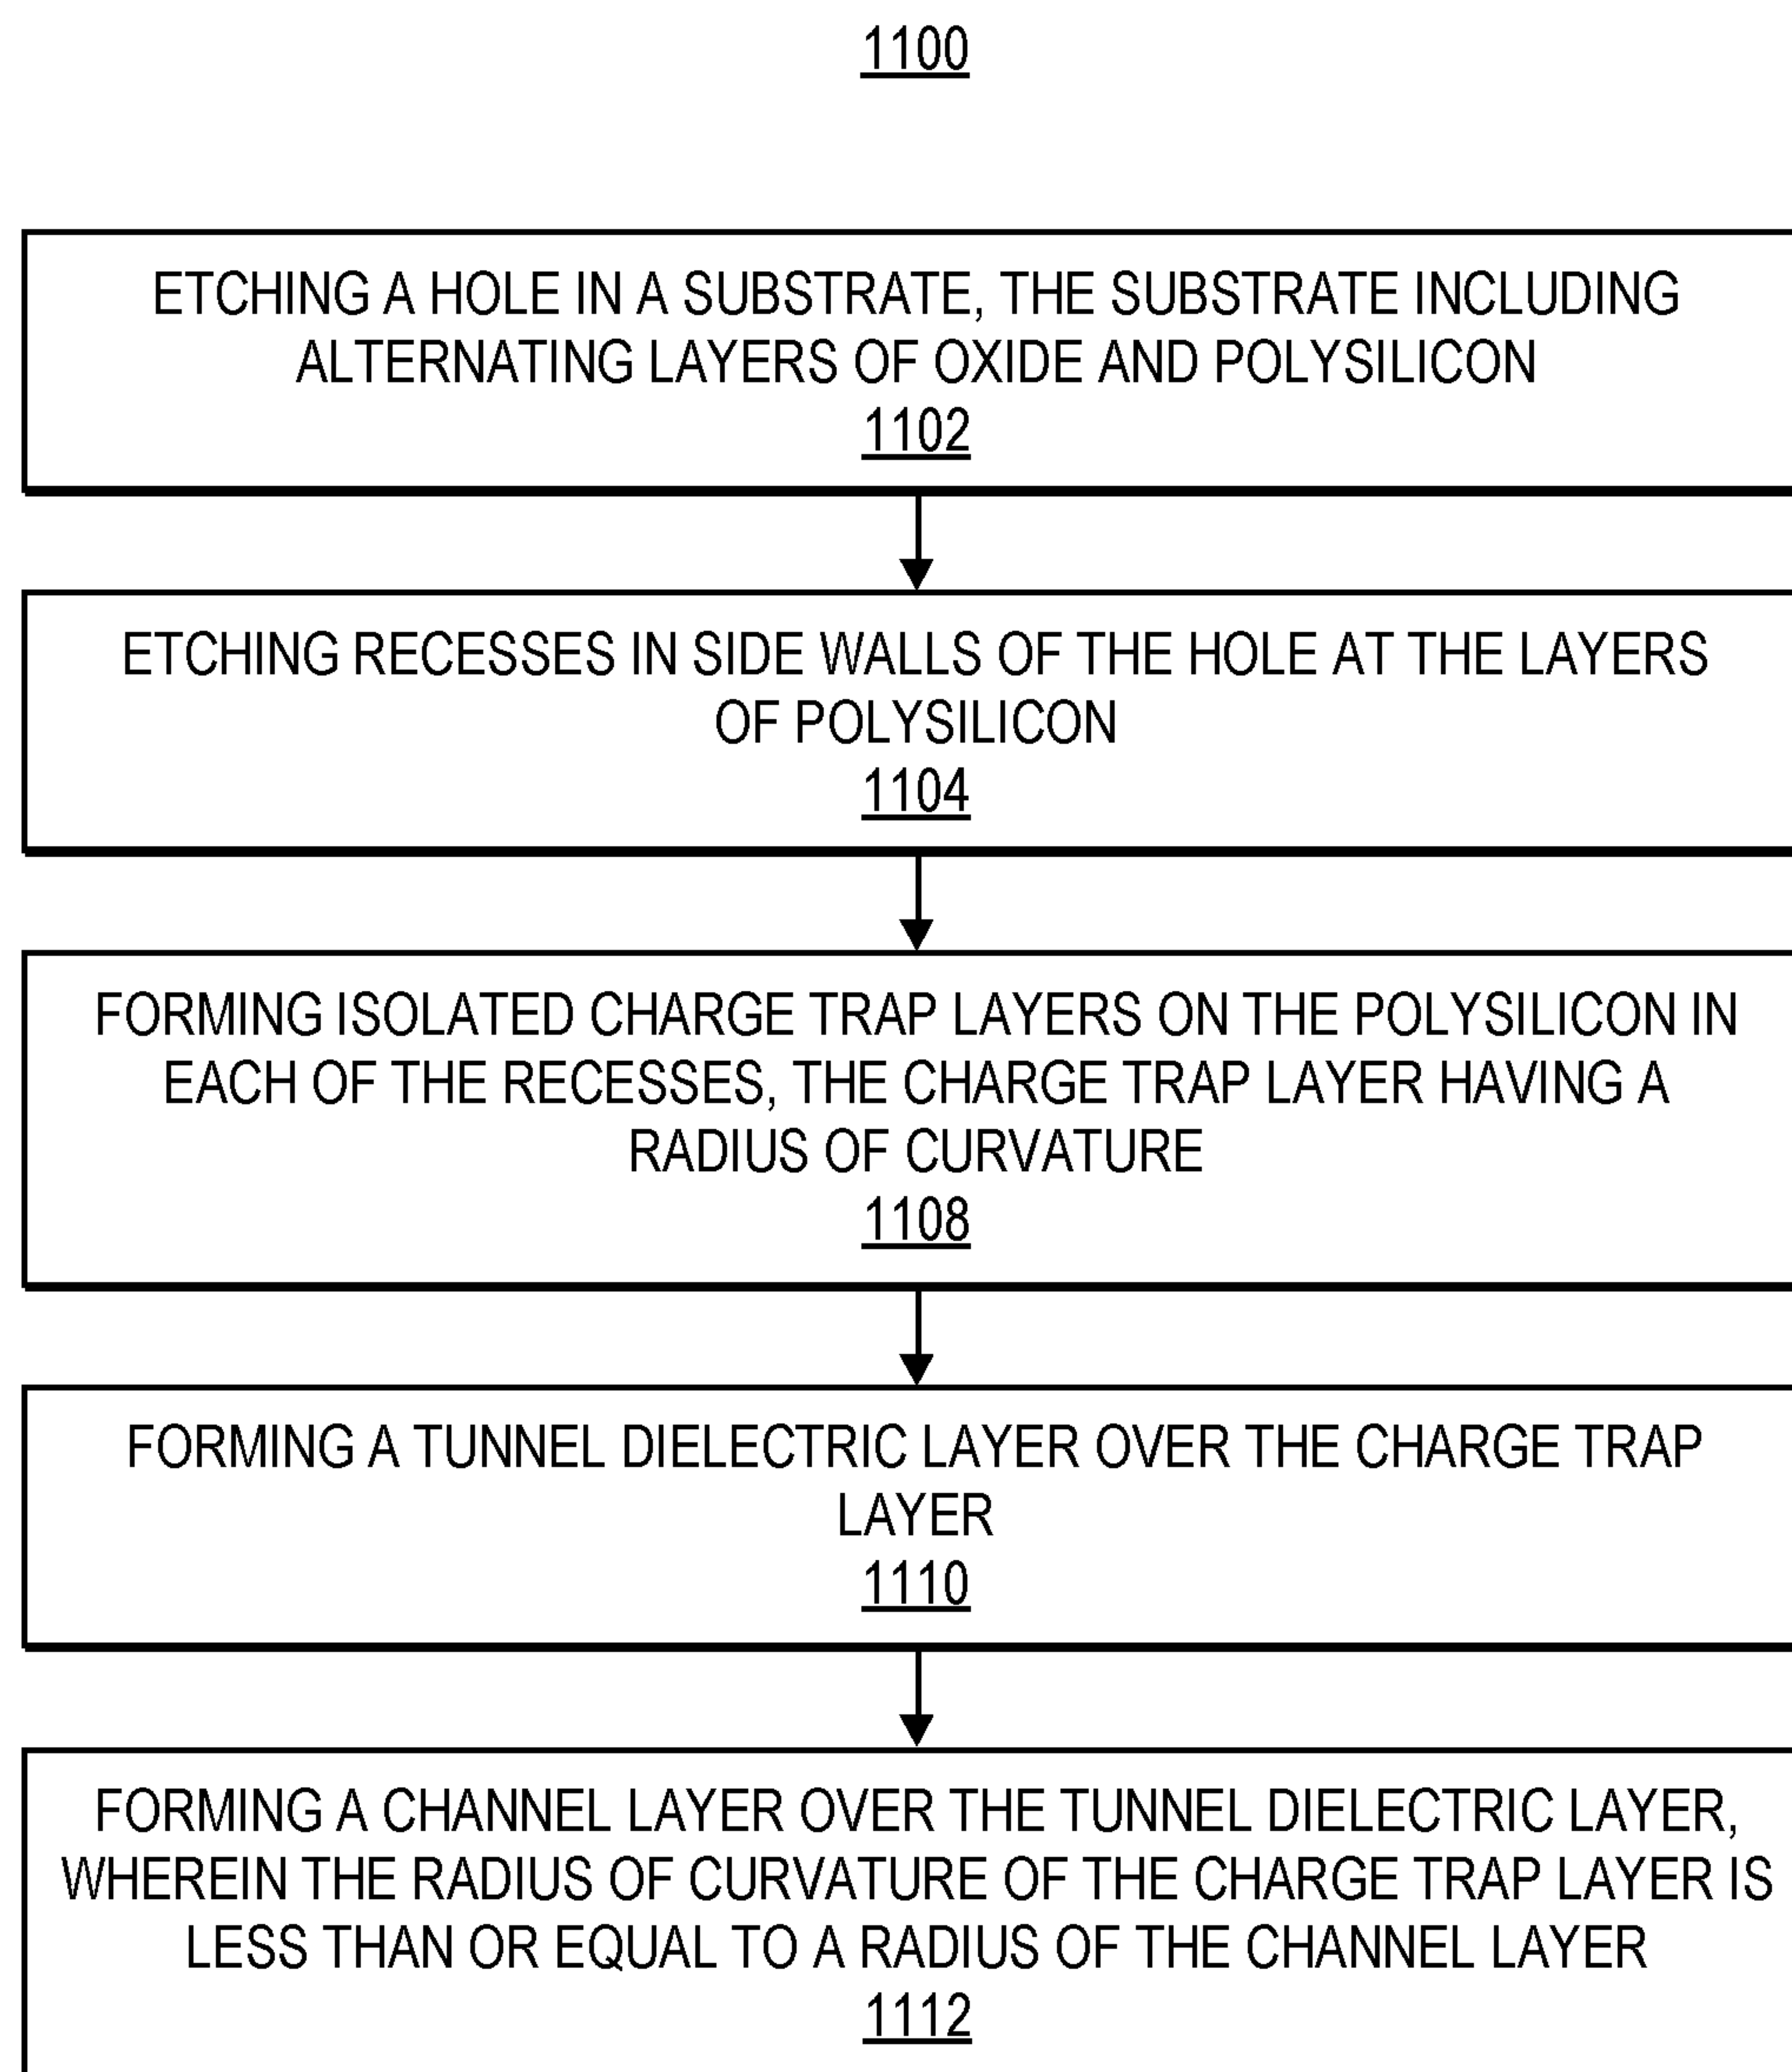 1100
ETCHING A HOLE IN A SUBSTRATE, THE SUBSTRATE INCLUDING
ALTERNATING LAYERS OF OXIDE AND POLYSILICON
1102
ETCHING RECESSES IN SIDE WALLS OF THE HOLE AT THE LAYERS
OF POLYSILICON
1104
FORMING ISOLATED CHARGE TRAP LAYERS ON THE POLYSILICON IN
EACH OF THE RECESSES, THE CHARGE TRAP LAYER HAVING A
RADIUS OF CURVATURE
1108
FORMING A TUNNEL DIELECTRIC LAYER OVER THE CHARGE TRAP
LAYER
1110
FORMING A CHANNEL LAYER OVER THE TUNNEL DIELECTRIC LAYER,
WHEREIN THE RADIUS OF CURVATURE OF THE CHARGE TRAP LAYER IS
LESS THAN OR EQUAL TO A RADIUS OF THE CHANNEL LAYER
1112